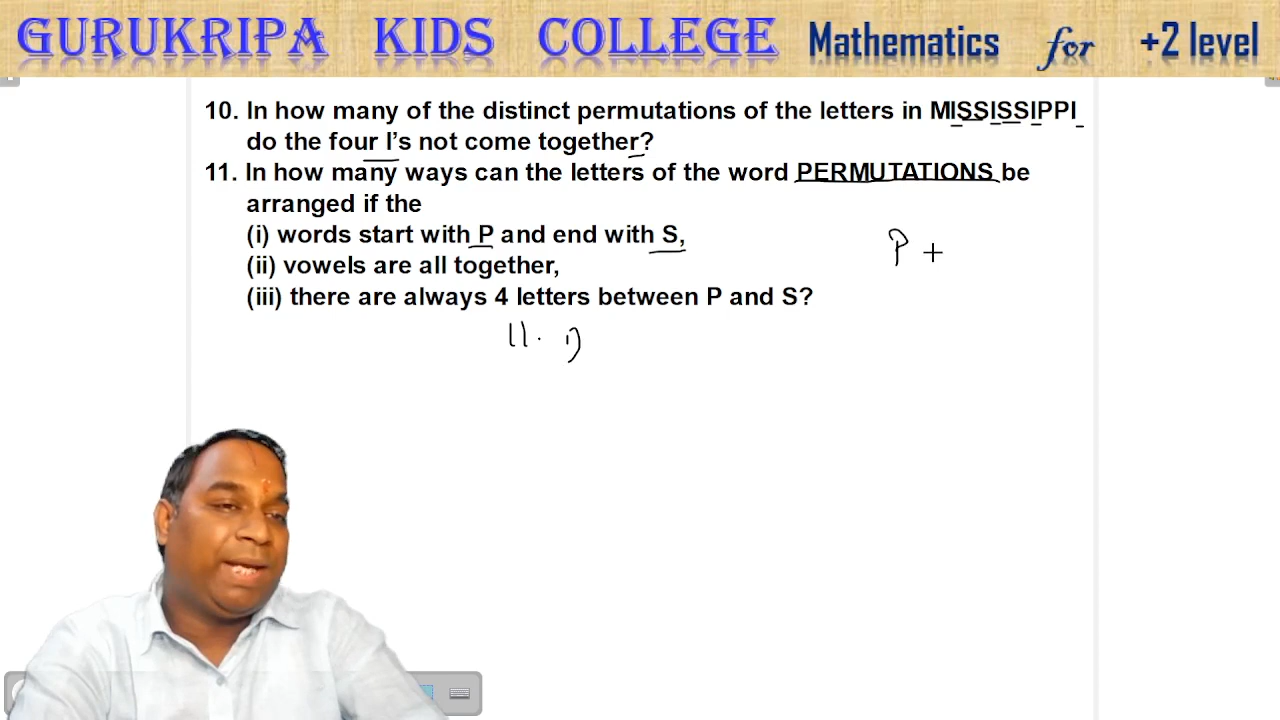 GURUKRIPA KIDS COLLEGE Mathematics for +2 level
10. In how many of the distinct permutations of the letters in MISSISSIPPI
do the four I's not come together?
11. In how many ways can the letters of the word PERMUTATIONS be
arranged if the
(i) words start with P and end with S,
(ii) vowels are all together,
(iii) there are always 4 letters between P and S?
P +
11. i)